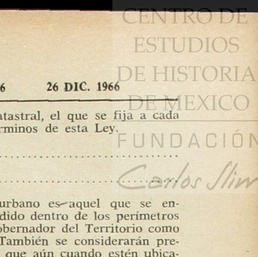 CENTRO DE
ESTUDIOS
DE HISTORIA
DE MEXICO
FUNDACIÓN
Carlos Slim
6 26 DIC. 1966
atastral, el que se fija a cada
rminos de esta Ley.
urbano es aquel que se en-
dido dentro de los perímetros
obernador del Territorio como
También se considerarán pre-
que aún cuando estén ubica-